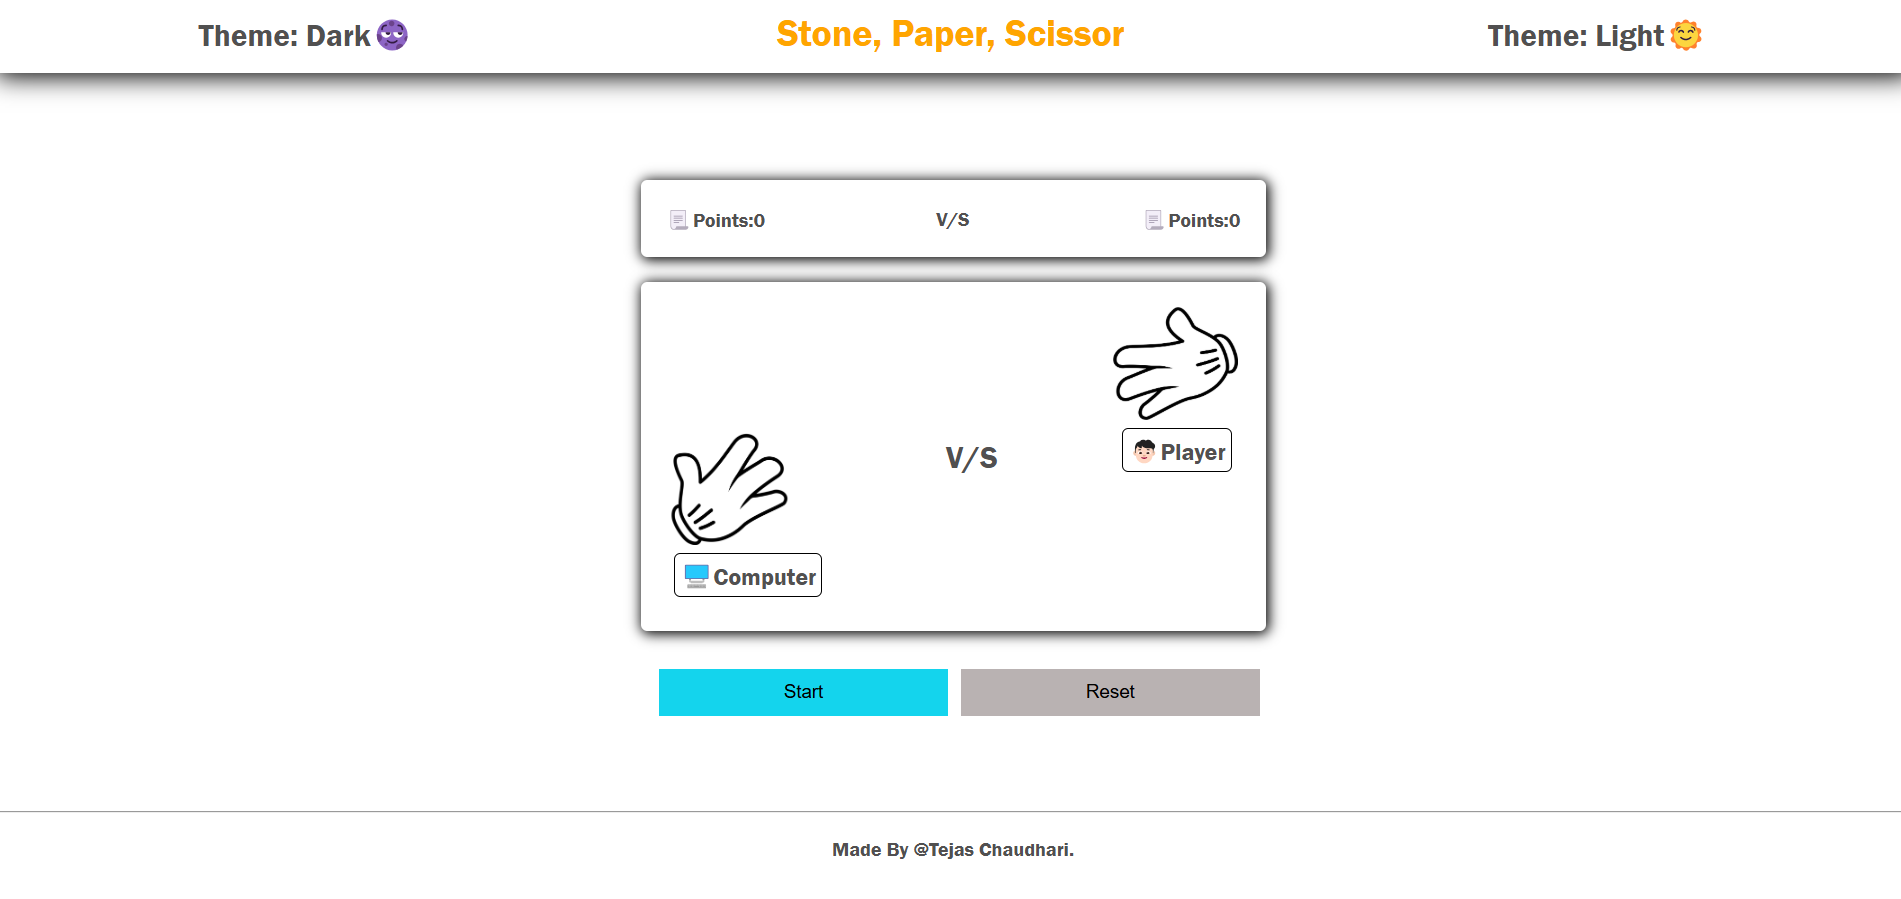 Theme: Dark
Stone, Paper, Scissor
Theme: Light
Points:0
V/S
Points:0
Player
V/S
Computer
Start
Reset
Made By @Tejas Chaudhari.